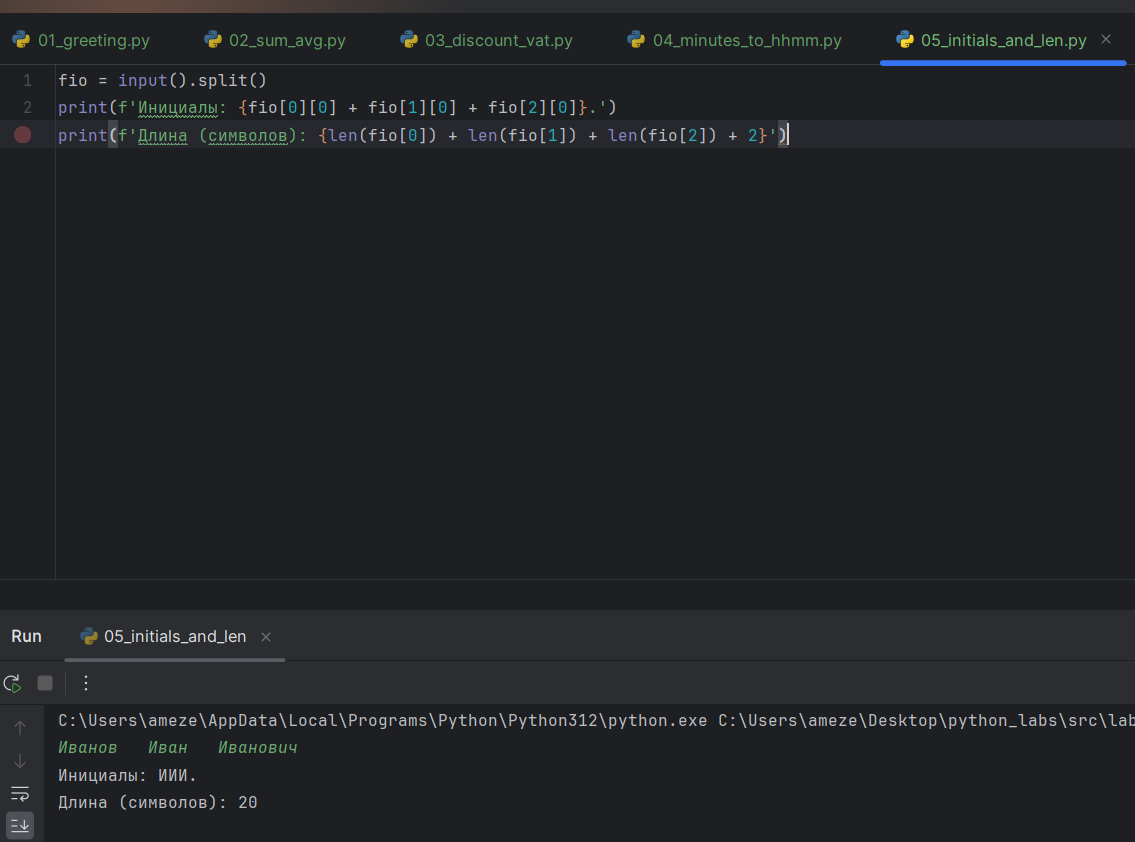 01_greeting.py 02_sum_avg.py 03_discount_vat.py 04_minutes_to_hhmm.py 05_initials_and_len.py
1 fio = input().split()
2 print(f'Инициалы: {fio[0][0] + fio[1][0] + fio[2][0]}.')
print(f'Длина (символов): {len(fio[0]) + len(fio[1]) + len(fio[2]) + 2}')
Run 05_initials_and_len
C:\Users\ameze\AppData\Local\Programs\Python\Python312\python.exe C:\Users\ameze\Desktop\python_labs\src\lab
Иванов   Иван   Иванович
Инициалы: ИИИ.
Длина (символов): 20